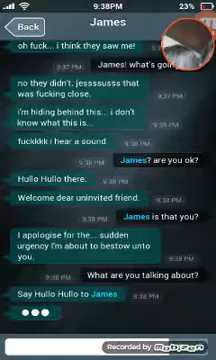 9:38PM
23%
Back
James
oh fuck... i think they saw me!
9:37 PM
James! what's goin
no they didn't, jessssusss that
was fucking close.
9:37 PM
i'm hiding behind this... i don't
know what this is...
9:38 PM
fuckkkk i hear a sound.
9:38 PM
9:38 PM
James? are you ok?
Hullo Hullo there.
9:38 PM
Welcome dear uninvited friend.
9:38 PM
9:38 PM
James is that you?
I apologise for the... sudden
urgency I'm about to bestow unto
you.
9:38 PM
9:38 PM
What are you talking about?
Say Hullo Hullo to James
9:38 PM
Recorded by Mobizen